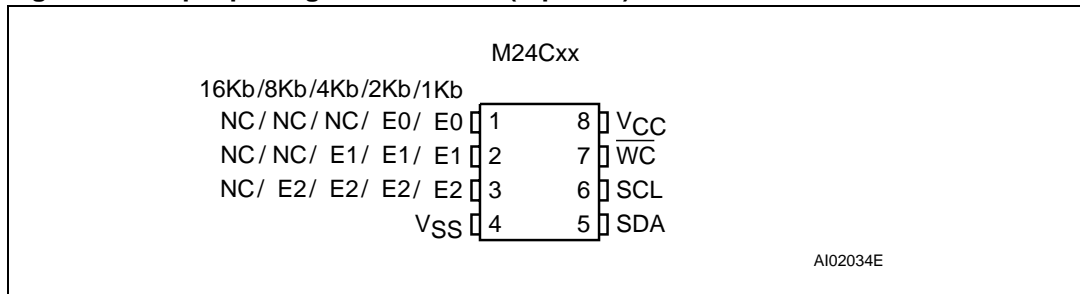 M24Cxx
16Kb/8Kb/4Kb/2Kb/1Kb
NC/ NC/ NC/ E0/ E0 1 8 VCC
NC/ NC/ E1/ E1/ E1 2 7 W̅C̅
NC/ E2/ E2/ E2/ E2 3 6 SCL
VSS 4 5 SDA
AI02034E